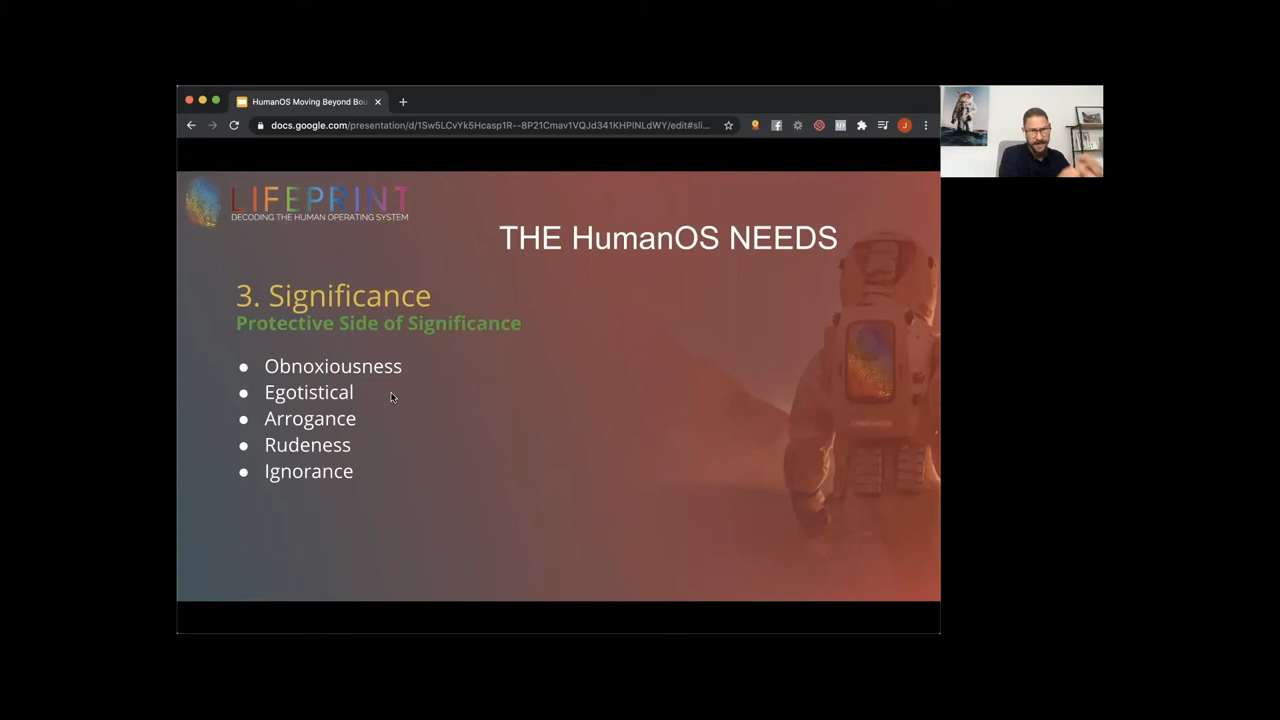 HumanOS Moving Beyond Bou
docs.google.com/presentation/d/1Sw5LCvYk5Hcasp1R--8P21Cmav1VQJd341KHPINLdWY/edit#sli...
J
LIFEPRINT
DECODING THE HUMAN OPERATING SYSTEM
THE HumanOS NEEDS
3. Significance
Protective Side of Significance
● Obnoxiousness
● Egotistical
● Arrogance
● Rudeness
● Ignorance